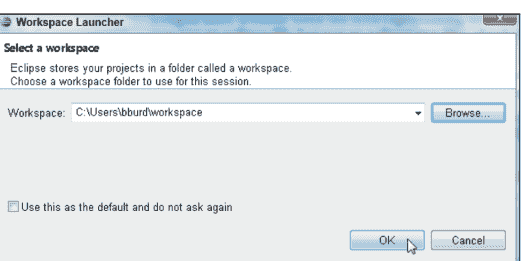 Workspace Launcher
Select a workspace
Eclipse stores your projects in a folder called a workspace.
Choose a workspace folder to use for this session.
Workspace: C:\Users\bburd\workspace Browse...
Use this as the default and do not ask again
OK Cancel